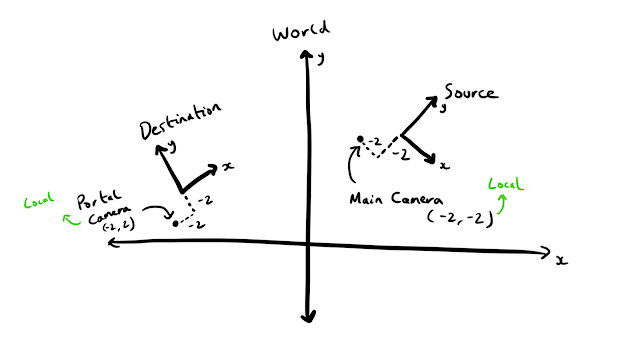 World
y
Source
y
Destination
y
-2
-2
x
x
-2
Local
Portal
Camera
(-2,2)
-2
Main Camera
Local
(-2,-2)
x